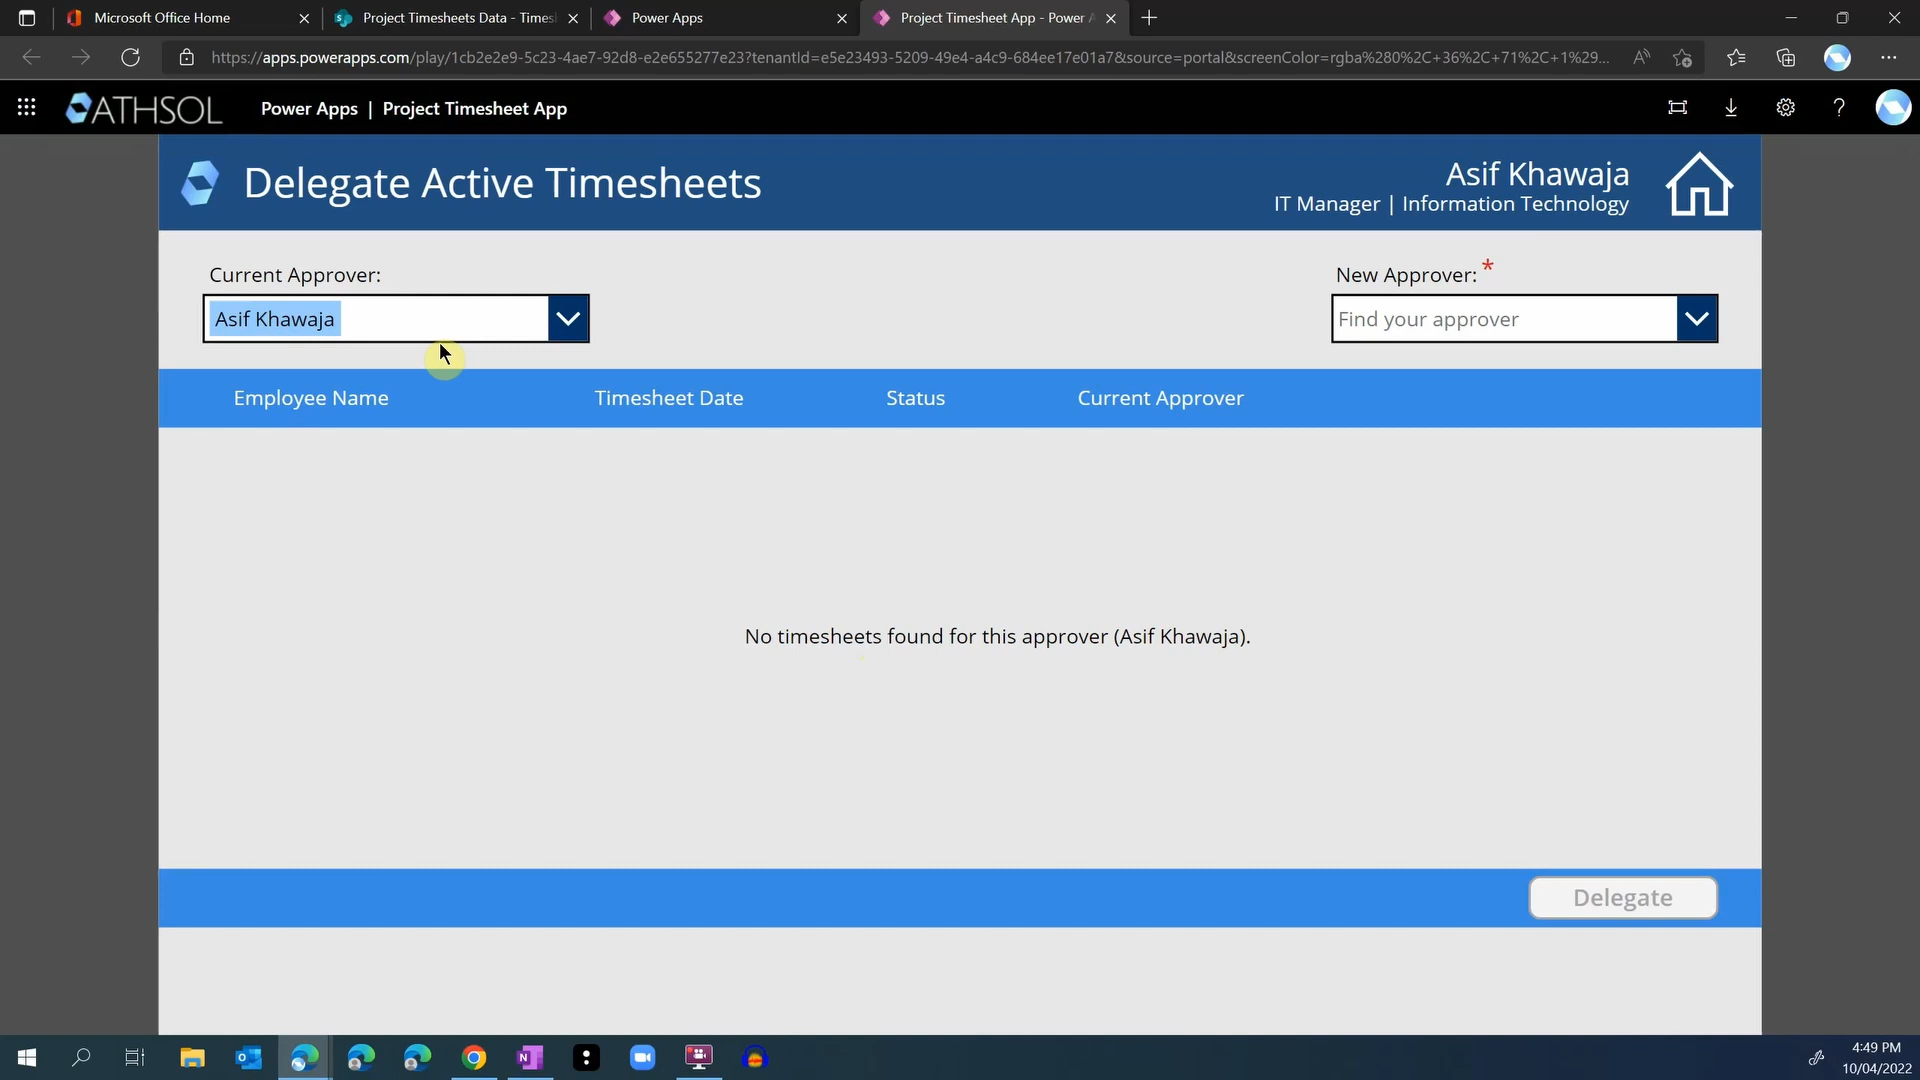 Microsoft Office Home
Project Timesheets Data - Times
Power Apps
Project Timesheet App - Power A
https://apps.powerapps.com/play/1cb2e2e9-5c23-4ae7-92d8-e2e655277e23?tenantId=e5e23493-5209-49e4-a4c9-684ee17e01a7&source=portal&screenColor=rgba%280%2C+36%2C+71%2C+1%29...
ATHSOL
Power Apps | Project Timesheet App
Delegate Active Timesheets
Asif Khawaja
IT Manager | Information Technology
Current Approver:
New Approver: *
Asif Khawaja
Find your approver
Employee Name
Timesheet Date
Status
Current Approver
No timesheets found for this approver (Asif Khawaja).
Delegate
4:49 PM
10/04/2022